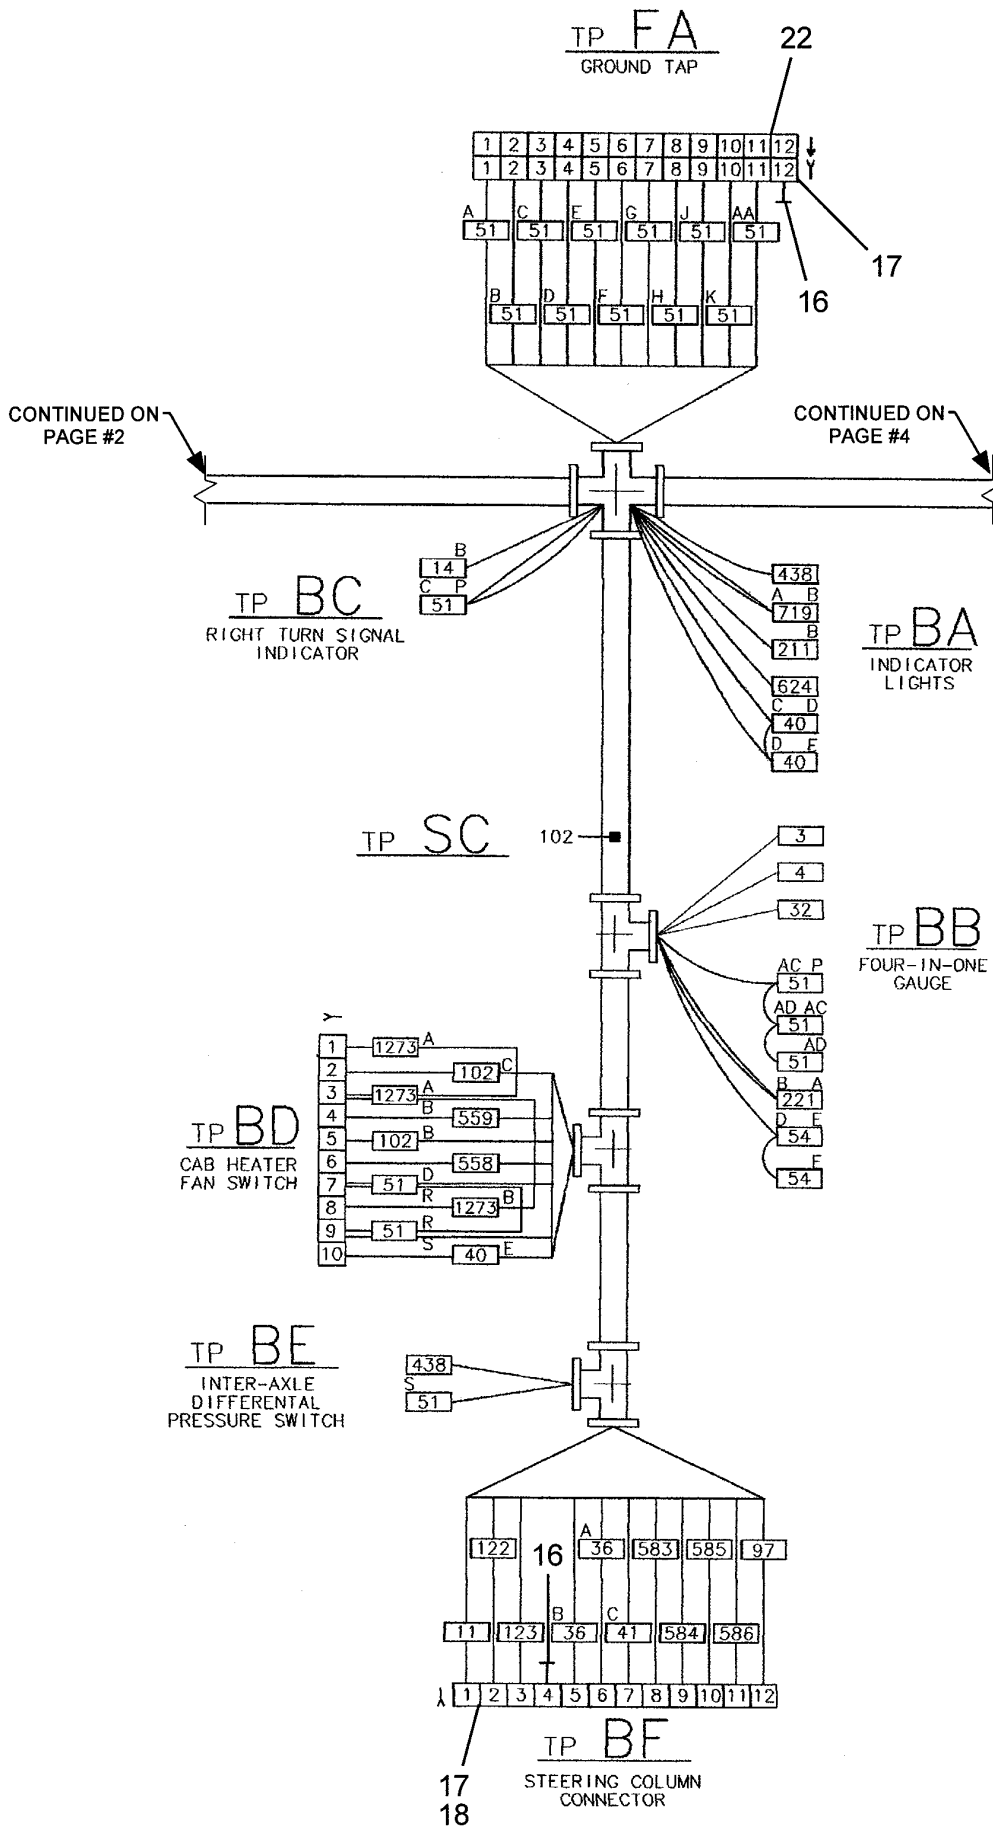 TP FA
GROUND TAP
22
1 2 3 4 5 6 7 8 9 10 11 12
1 2 3 4 5 6 7 8 9 10 11 12 Y
A C E G J AA
51 51 51 51 51 51
17
16
B D F H K
51 51 51 51 51
CONTINUED ON
PAGE #2
CONTINUED ON
PAGE #4
B
14
C P
51
TP BC
RIGHT TURN SIGNAL
INDICATOR
438
A B
719
B
211
624
C D
40
D E
40
TP BA
INDICATOR
LIGHTS
TP SC
102
3
4
32
AC P
51
AD AC
51
AD
51
B A
221
D E
54
E
54
TP BB
FOUR-IN-ONE
GAUGE
Y
1 1273 A
2 102 C
3 1273 A
4 B 559
5 102 B
6 558
7 51 D
8 R 1273 B
9 51 R
10 S 40 E
TP BD
CAB HEATER
FAN SWITCH
TP BE
INTER-AXLE
DIFFERENTIAL
PRESSURE SWITCH
438
S
51
A
122 36 583 585 97
16
B C
11 123 36 41 584 586
1 2 3 4 5 6 7 8 9 10 11 12
TP BF
STEERING COLUMN
CONNECTOR
17
18